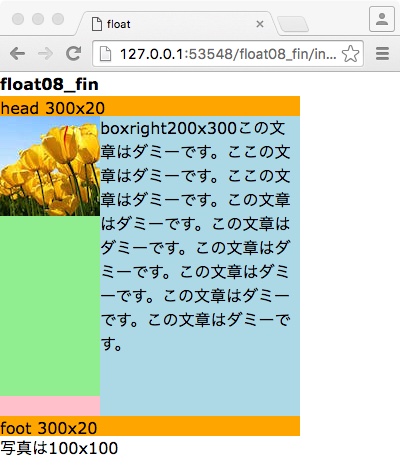 float
127.0.0.1:53548/float08_fin/in...
float08_fin
head 300x20
boxright200x300この文
章はダミーです。ここの文
章はダミーです。ここの文
章はダミーです。この文章
はダミーです。この文章は
ダミーです。この文章はダ
ミーです。この文章はダミ
ーです。この文章はダミー
です。この文章はダミーで
す。
foot 300x20
写真は100x100